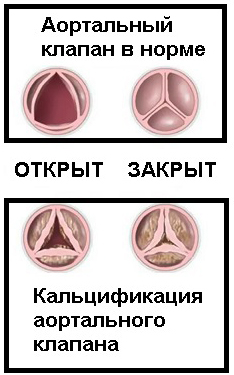 Аортальный
клапан в норме
ОТКРЫТ ЗАКРЫТ
Кальцификация
аортального
клапана